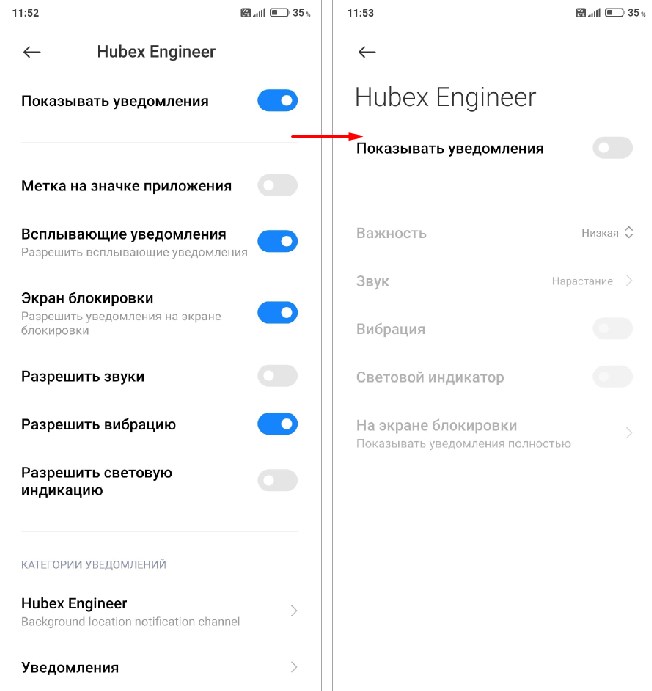 11:52
35%
Hubex Engineer
Показывать уведомления
Метка на значке приложения
Всплывающие уведомления
Разрешить всплывающие уведомления
Экран блокировки
Разрешить уведомления на экране
блокировки
Разрешить звуки
Разрешить вибрацию
Разрешить световую
индикацию
КАТЕГОРИИ УВЕДОМЛЕНИЙ
Hubex Engineer
Background location notification channel
Уведомления
11:53
35%
Hubex Engineer
Показывать уведомления
Важность
Низкая
Звук
Нарастание
Вибрация
Световой индикатор
На экране блокировки
Показывать уведомления полностью